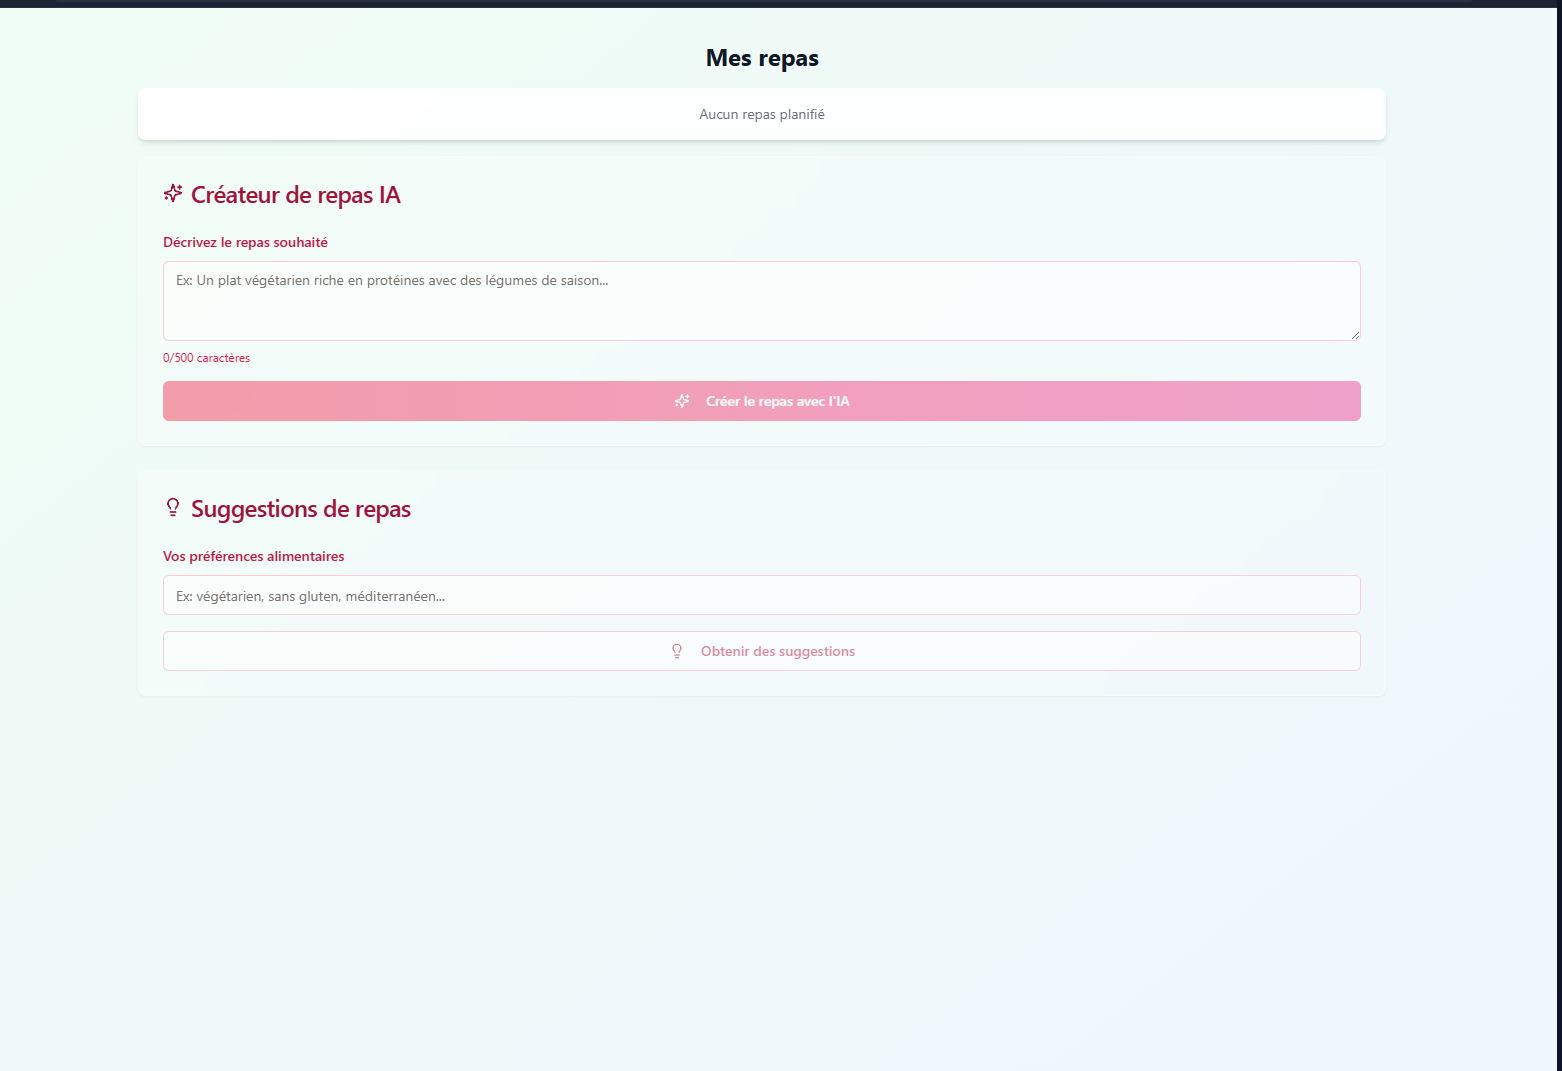 Mes repas
Aucun repas planifié
Créateur de repas IA
Décrivez le repas souhaité
Ex: Un plat végétarien riche en protéines avec des légumes de saison...
0/500 caractères
Créer le repas avec l'IA
Suggestions de repas
Vos préférences alimentaires
Ex: végétarien, sans gluten, méditerranéen...
Obtenir des suggestions